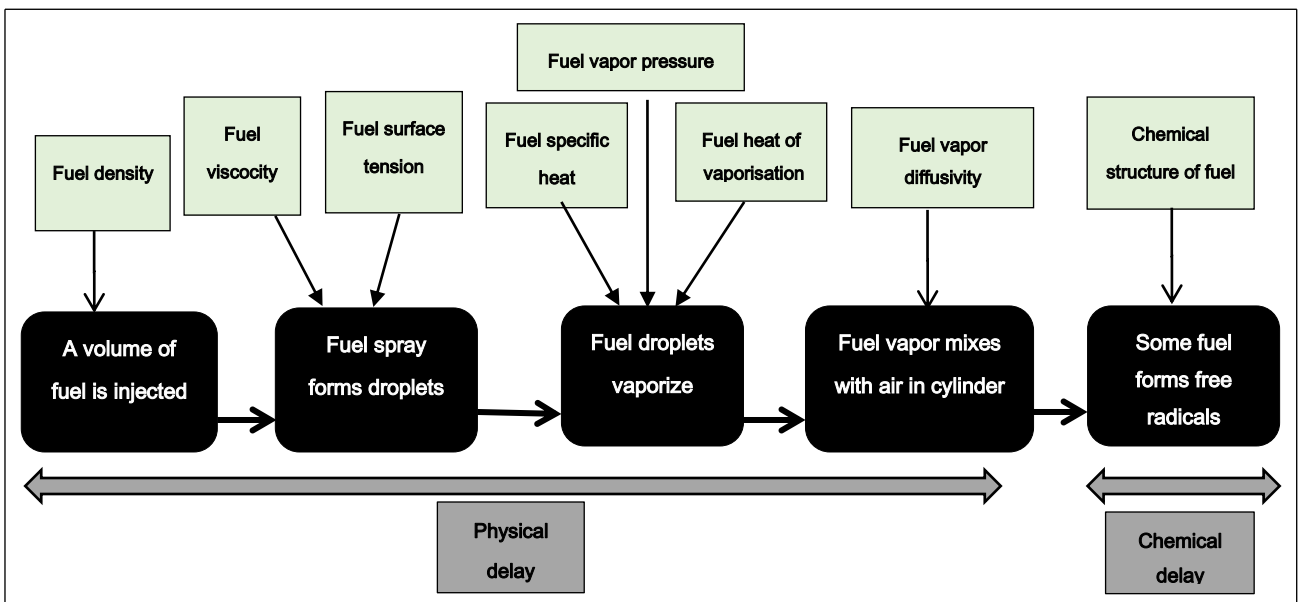 Fuel vapor pressure
Fuel density
Fuel
viscocity
Fuel surface
tension
Fuel specific
heat
Fuel heat of
vaporisation
Fuel vapor
diffusivity
Chemical
structure of fuel
A volume of
fuel is injected
Fuel spray
forms droplets
Fuel droplets
vaporize
Fuel vapor mixes
with air in cylinder
Some fuel
forms free
radicals
Physical
delay
Chemical
delay